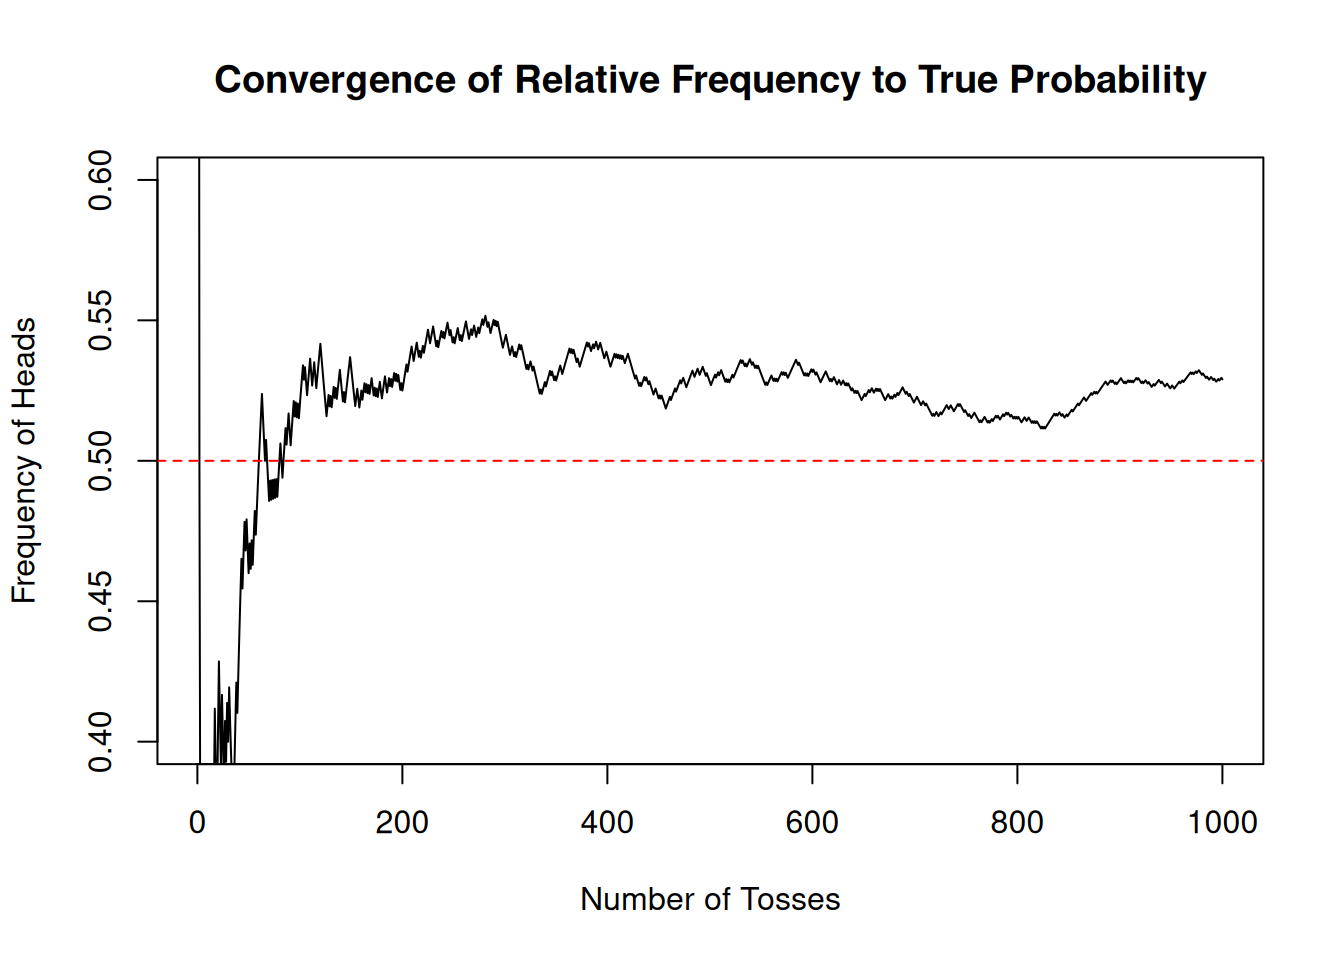 Convergence of Relative Frequency to True Probability
Frequency of Heads
0.60
0.55
0.50
0.45
0.40
0 200 400 600 800 1000
Number of Tosses